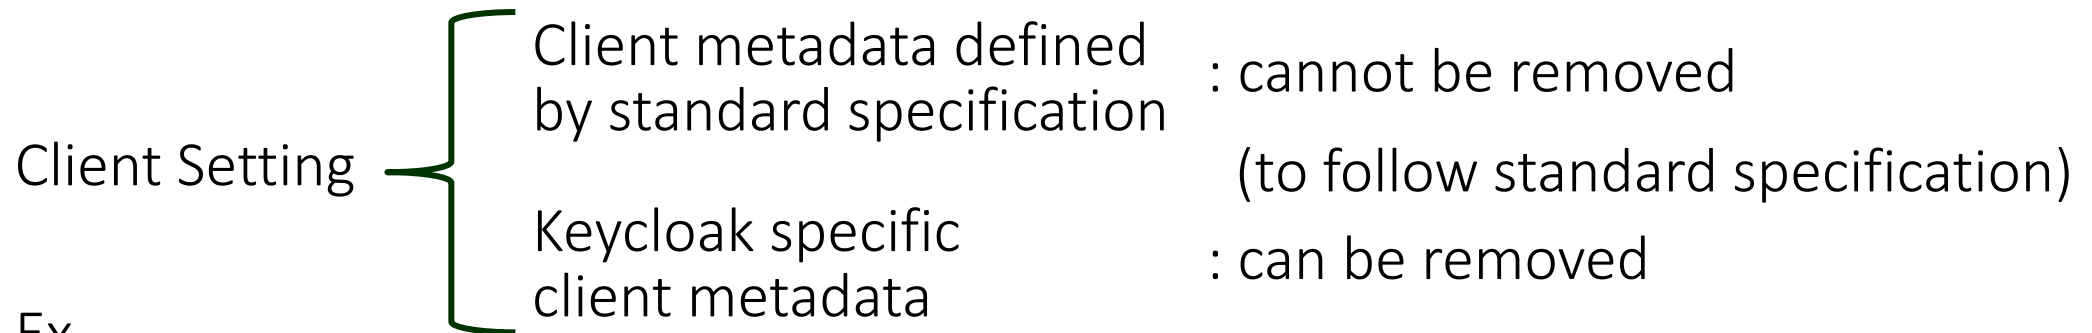 Client Setting
Client metadata defined
by standard specification
: cannot be removed
(to follow standard specification)
Keycloak specific
client metadata
: can be removed
Ex